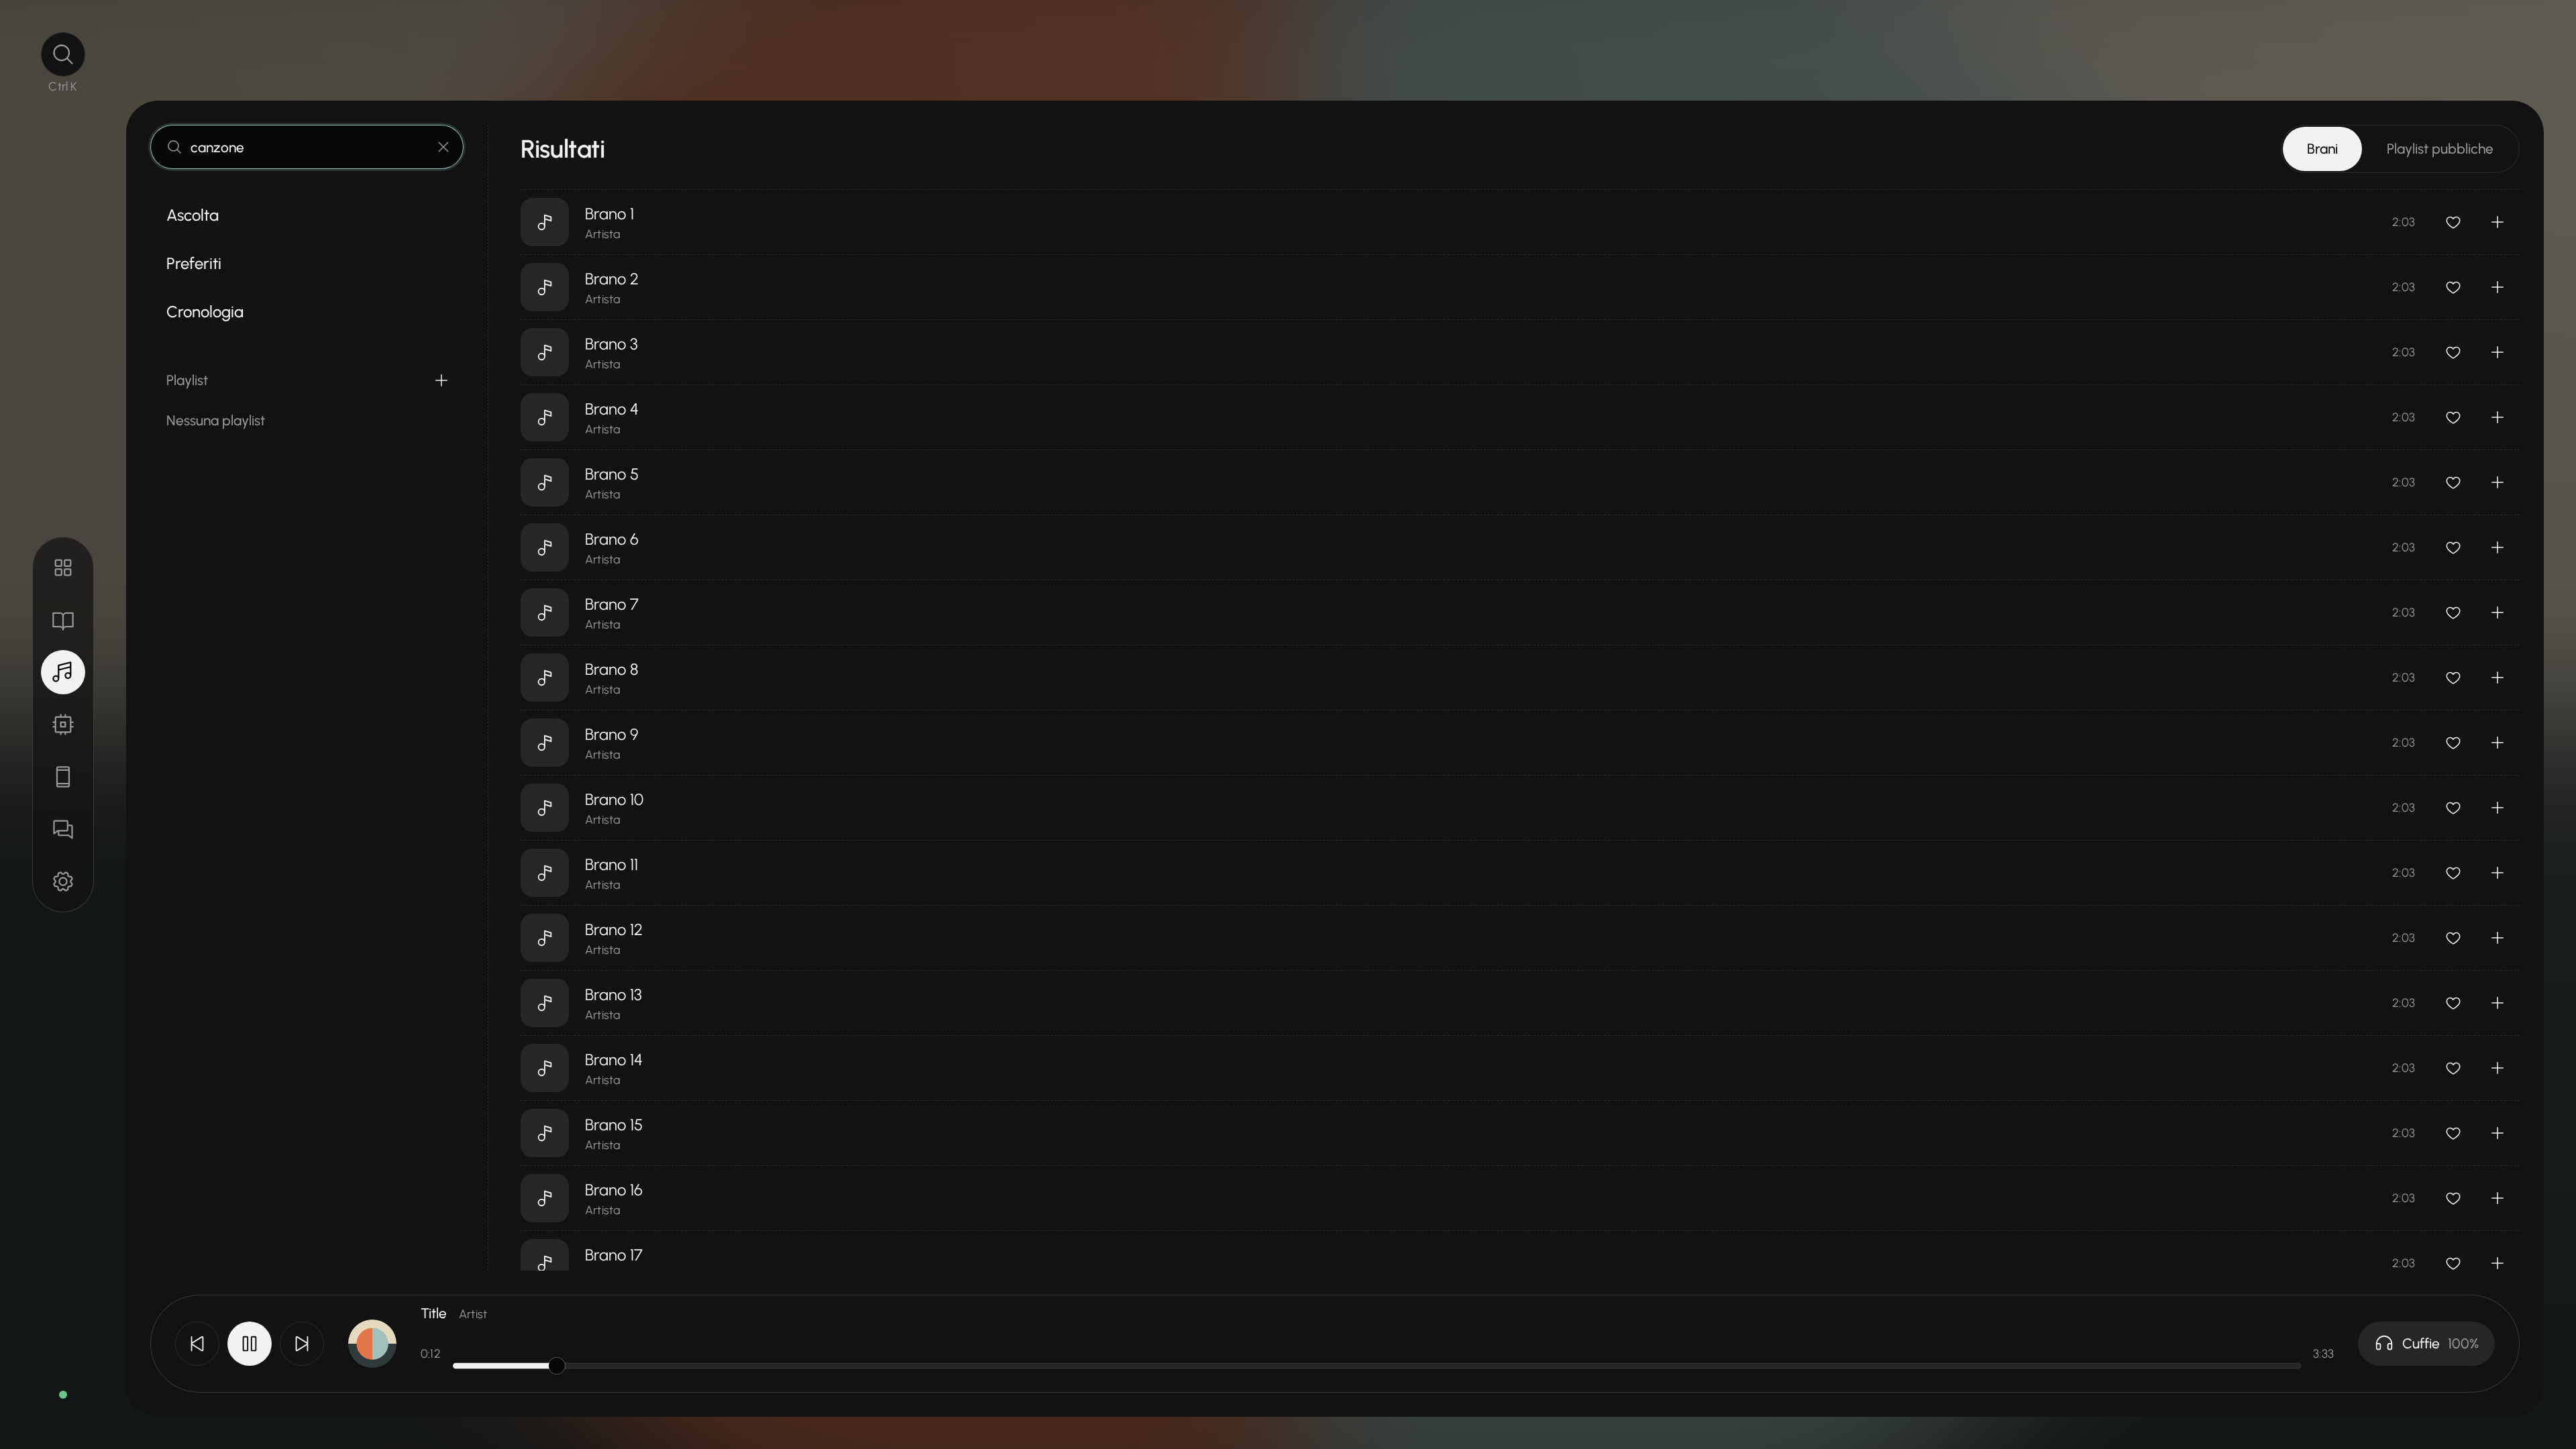 Ctrl K
canzone
Ascolta
Preferiti
Cronologia
Playlist
Nessuna playlist
Risultati
Brani
Playlist pubbliche
Brano 1
Artista
2:03
Brano 2
Artista
2:03
Brano 3
Artista
2:03
Brano 4
Artista
2:03
Brano 5
Artista
2:03
Brano 6
Artista
2:03
Brano 7
Artista
2:03
Brano 8
Artista
2:03
Brano 9
Artista
2:03
Brano 10
Artista
2:03
Brano 11
Artista
2:03
Brano 12
Artista
2:03
Brano 13
Artista
2:03
Brano 14
Artista
2:03
Brano 15
Artista
2:03
Brano 16
Artista
2:03
Brano 17
2:03
Title Artist
0:12
3:33
Cuffie 100%